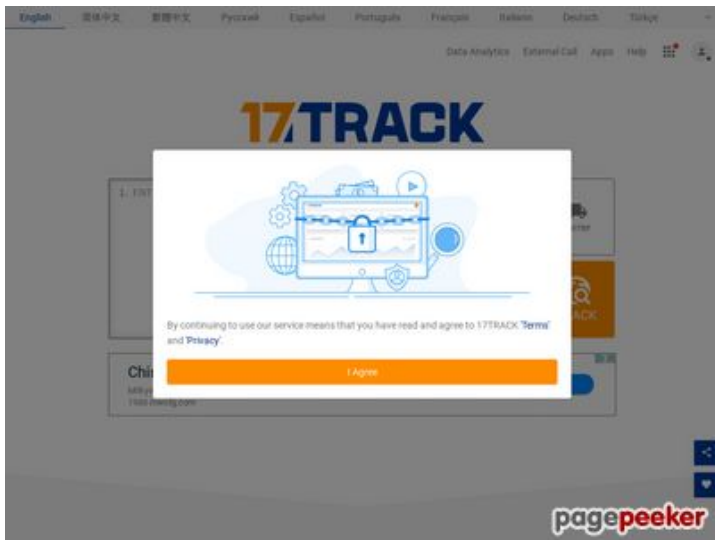 English 简体中文 繁體中文 Русский Español Português Français Italiano Deutsch Türkçe
Data Analytics External Call Apps Help
17TRACK
By continuing to use our service means that you have read and agree to 17TRACK 'Terms'
and 'Privacy'.
I Agree
pagepeeker